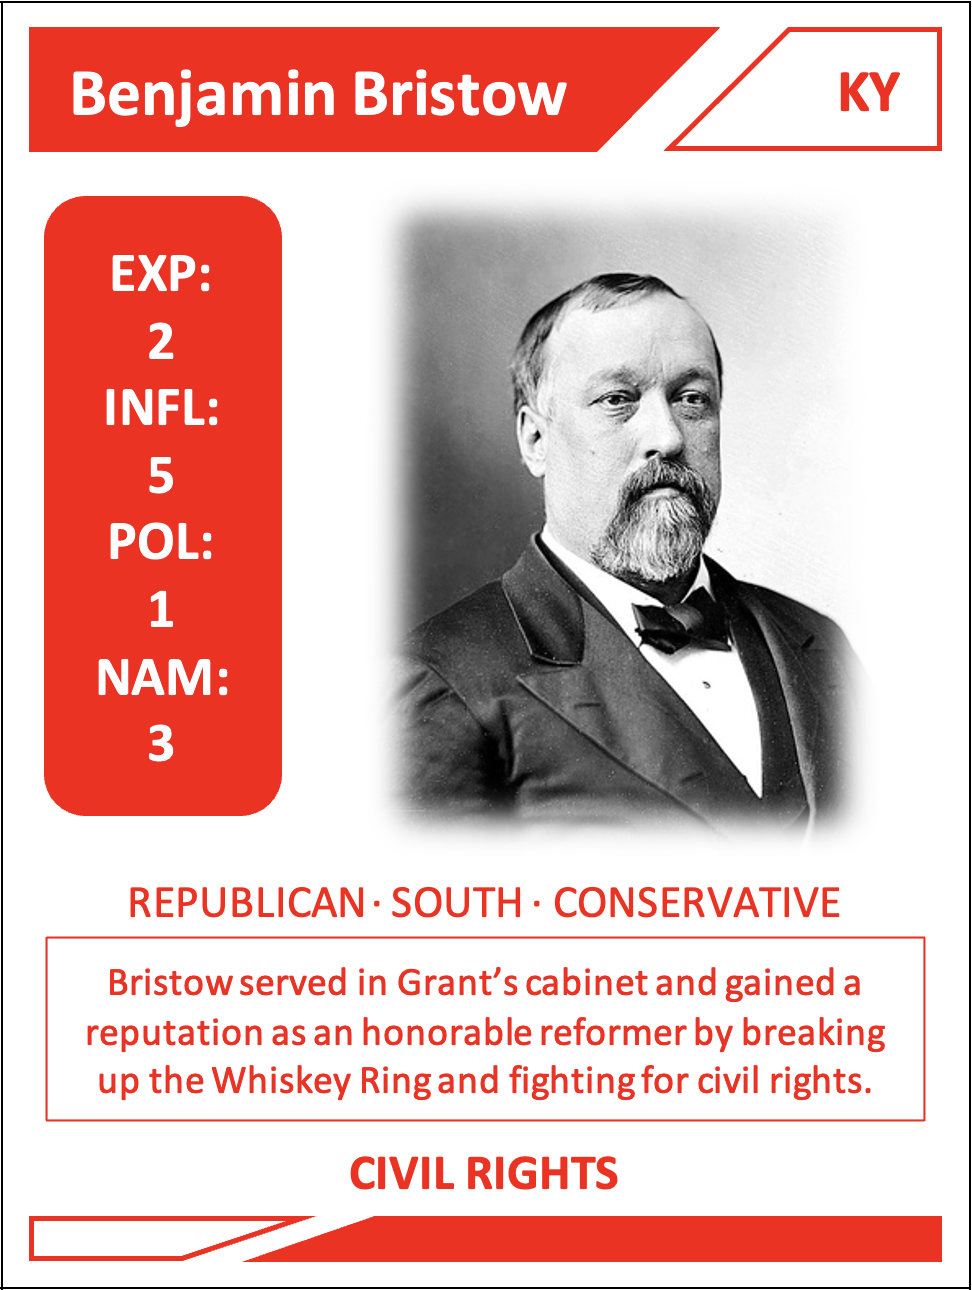 Benjamin Bristow
KY
EXP:
2
INFL:
5
POL:
1
NAM:
3
REPUBLICAN · SOUTH · CONSERVATIVE
Bristow served in Grant’s cabinet and gained a
reputation as an honorable reformer by breaking
up the Whiskey Ring and fighting for civil rights.
CIVIL RIGHTS